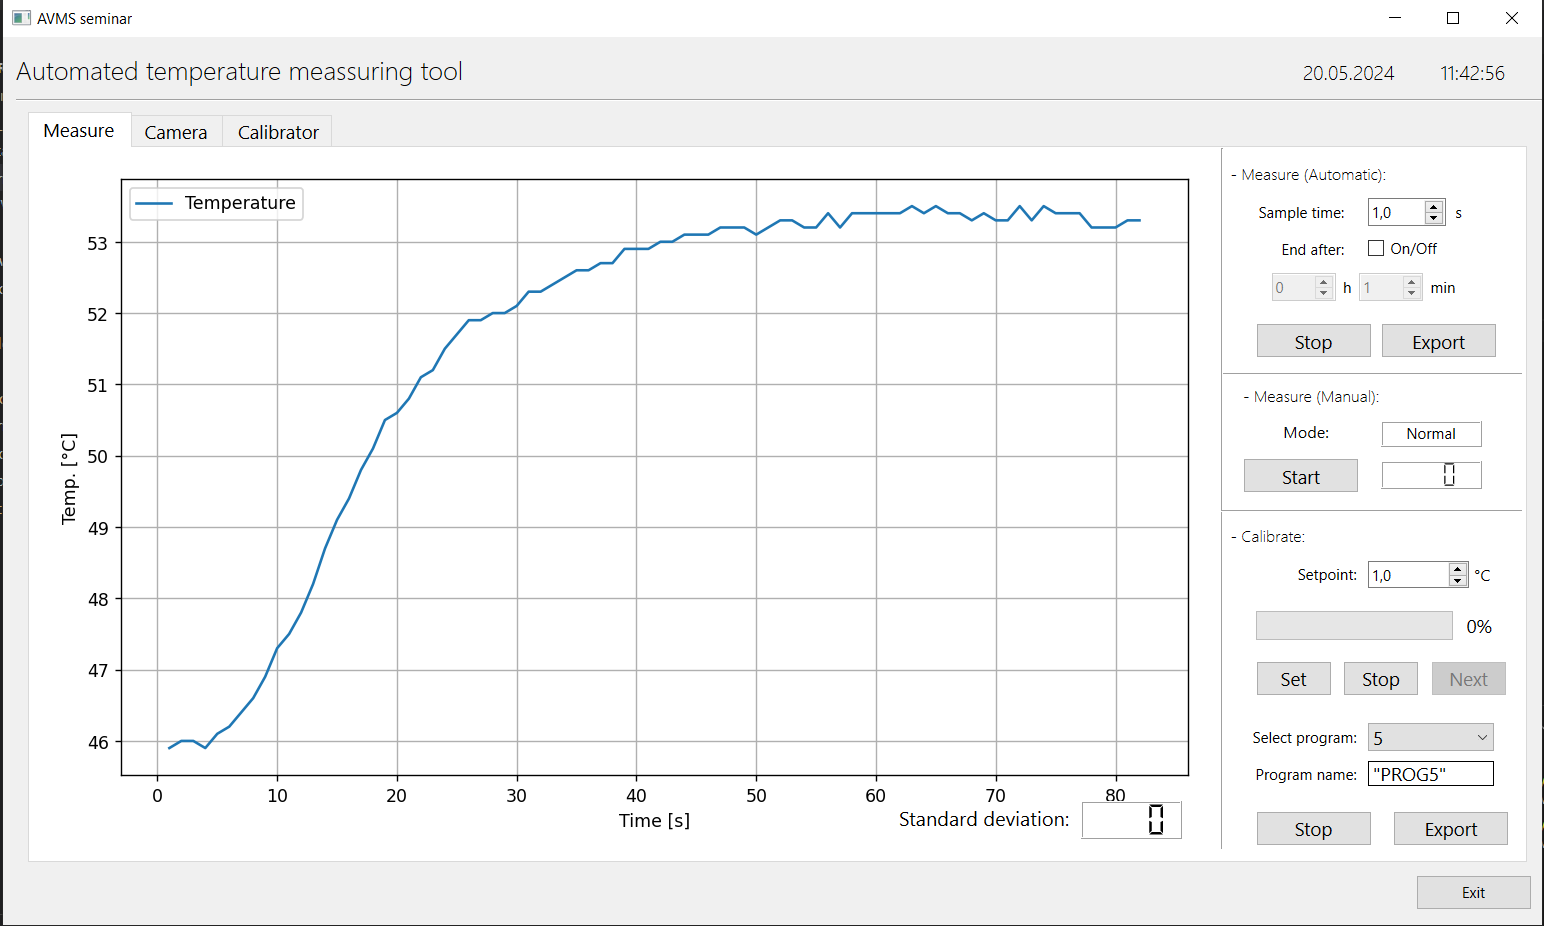 AVMS seminar
Automated temperature meassuring tool
20.05.2024 11:42:56
Measure Camera Calibrator
Temperature
53
52
51
50
49
48
47
46
Temp. [°C]
0 10 20 30 40 50 60 70 80
Time [s]
Standard deviation: 0
- Measure (Automatic):
Sample time: 1,0 s
End after: On/Off
0 h 1 min
Stop Export
- Measure (Manual):
Mode: Normal
Start 0
- Calibrate:
Setpoint: 1,0 °C
0%
Set Stop Next
Select program: 5
Program name: "PROG5"
Stop Export
Exit